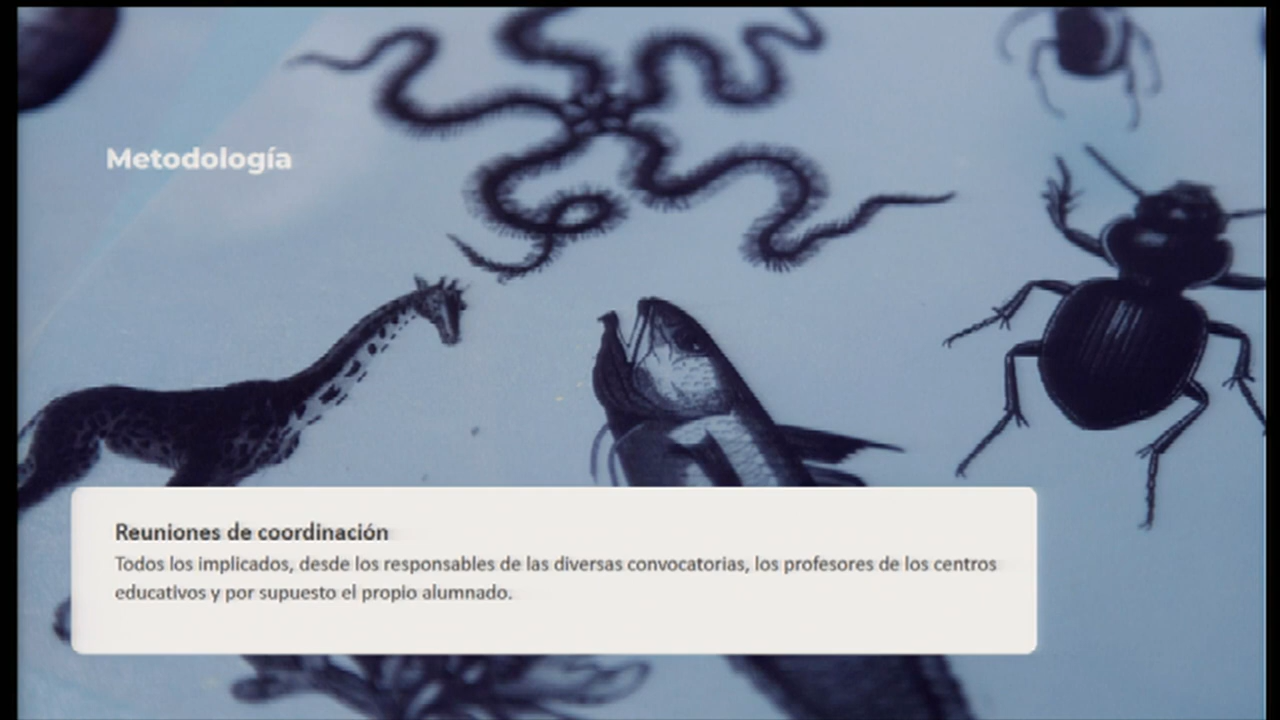 Metodología
Reuniones de coordinación
Todos los implicados, desde los responsables de las diversas convocatorias, los profesores de los centros
educativos y por supuesto el propio alumnado.